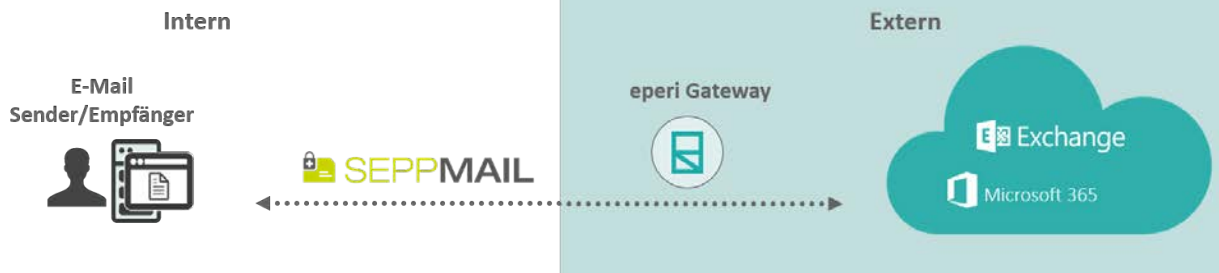 Intern
Extern
E-Mail
Sender/Empfänger
eperi Gateway
SEPPMAIL
E Exchange
Microsoft 365